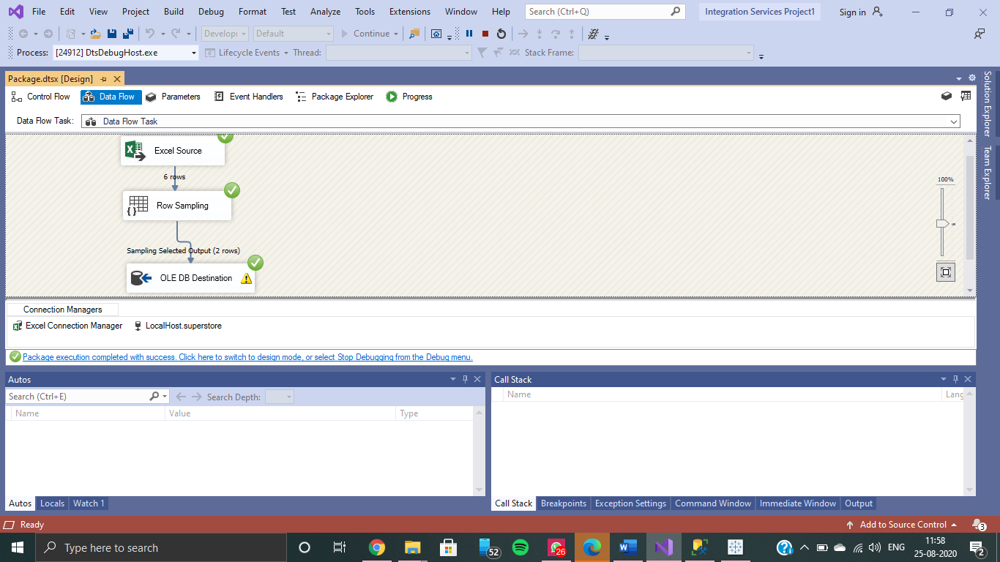 File Edit View Project Build Debug Format Test Analyze Tools Extensions Window Help Search (Ctrl+Q) Integration Services Project1 Sign in
Developi Default Continue
Process: [24912] DtsDebugHost.exe Lifecycle Events Thread: Stack Frame:
Package.dtsx [Design]
Control Flow Data Flow Parameters Event Handlers Package Explorer Progress
Data Flow Task: Data Flow Task
Excel Source
6 rows
Row Sampling
Sampling Selected Output (2 rows)
OLE DB Destination
100%
Solution Explorer
Team Explorer
Connection Managers
Excel Connection Manager LocalHost.superstore
Package execution completed with success. Click here to switch to design mode, or select Stop Debugging from the Debug menu.
Autos
Search (Ctrl+E) Search Depth:
Name Value Type
Autos Locals Watch 1
Call Stack
Name Lang
Call Stack Breakpoints Exception Settings Command Window Immediate Window Output
Ready Add to Source Control 3
Type here to search 52 26 ENG 11:58
25-08-2020 2